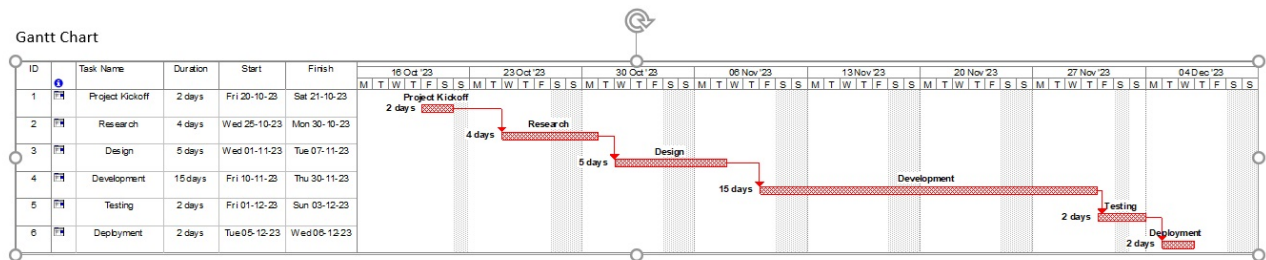 Gantt Chart
ID Task Name Duration Start Finish 16 Oct '23 23 Oct '23 30 Oct '23 06 Nov '23 13 Nov '23 20 Nov '23 27 Nov '23 04 Dec '23
M T W T F S S M T W T F S S M T W T F S S M T W T F S S M T W T F S S M T W T F S S M T W T F S S M T W T F S S
1 Project Kickoff 2 days Fri 20-10-23 Sat 21-10-23 Project Kickoff
2 days
2 Research 4 days Wed 25-10-23 Mon 30-10-23 Research
4 days
3 Design 5 days Wed 01-11-23 Tue 07-11-23 Design
5 days
4 Development 15 days Fri 10-11-23 Thu 30-11-23 Development
15 days
5 Testing 2 days Fri 01-12-23 Sun 03-12-23 Testing
2 days
6 Deployment 2 days Tue 05-12-23 Wed 06-12-23 Deployment
2 days